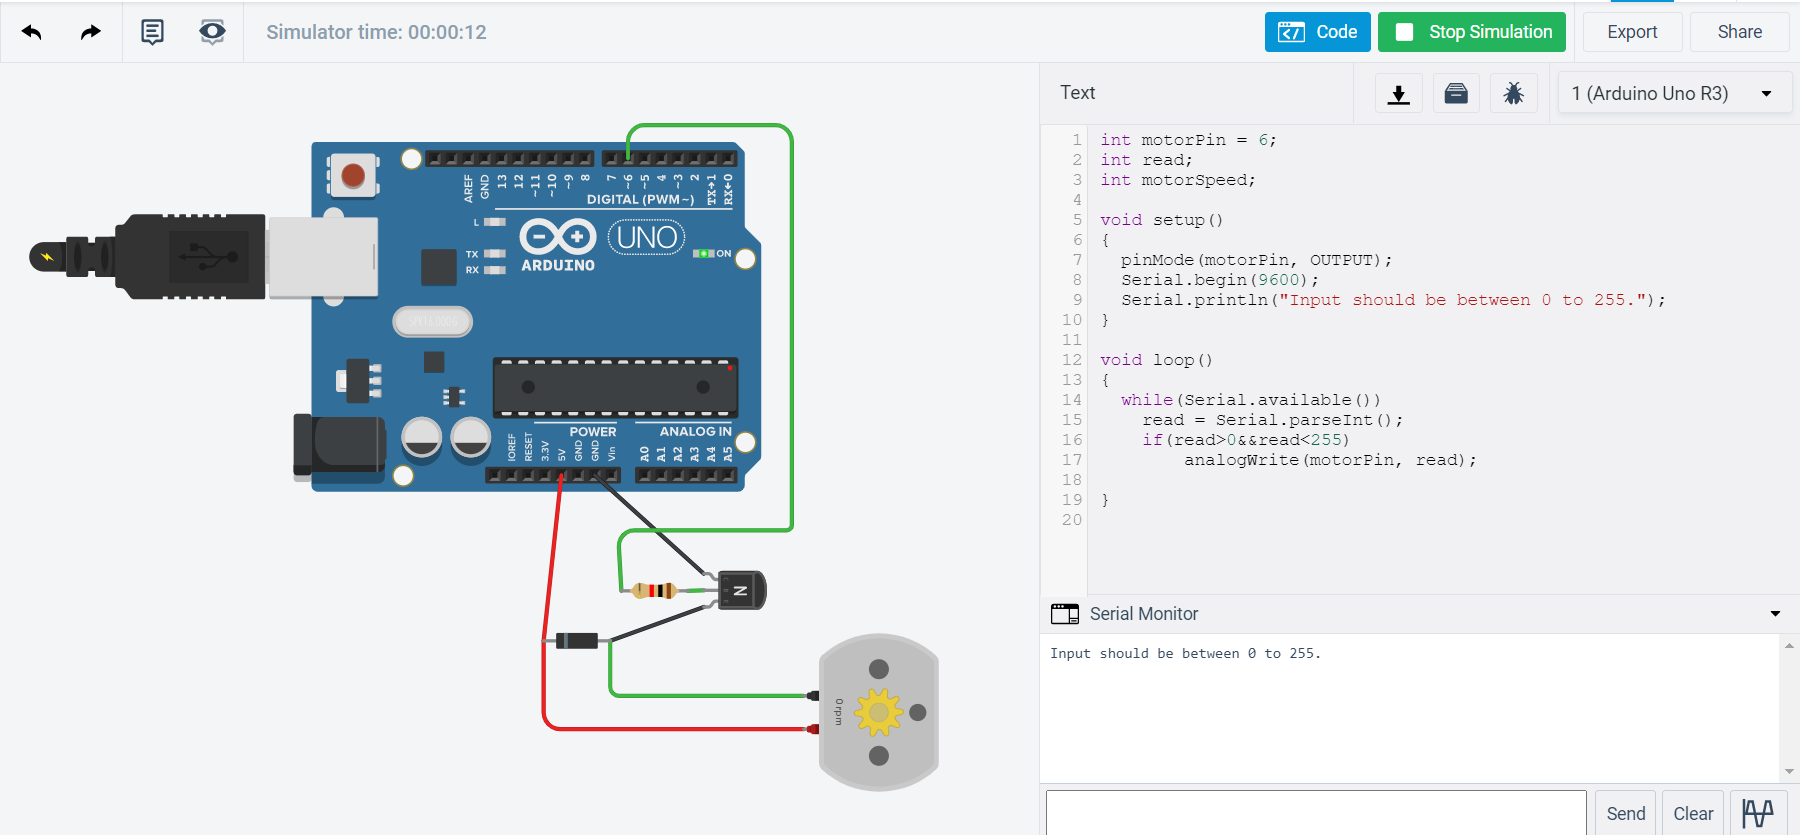 Simulator time: 00:00:12
Code
Stop Simulation
Export
Share
Text
1 (Arduino Uno R3)
AREF
GND
13
12
~11
~10
~9
8
7
~6
~5
4
~3
2
TX→1
RX←0
DIGITAL (PWM~)
L
TX
RX
ARDUINO
UNO
ON
POWER
ANALOG IN
IOREF
RESET
3.3V
5V
GND
GND
Vin
A0
A1
A2
A3
A4
A5
N
0 rpm
1 int motorPin = 6;
2 int read;
3 int motorSpeed;
4
5 void setup()
6 {
7 pinMode(motorPin, OUTPUT);
8 Serial.begin(9600);
9 Serial.println("Input should be between 0 to 255.");
10 }
11
12 void loop()
13 {
14 while(Serial.available())
15 read = Serial.parseInt();
16 if(read>0&&read<255)
17 analogWrite(motorPin, read);
18
19 }
20
Serial Monitor
Input should be between 0 to 255.
Send
Clear